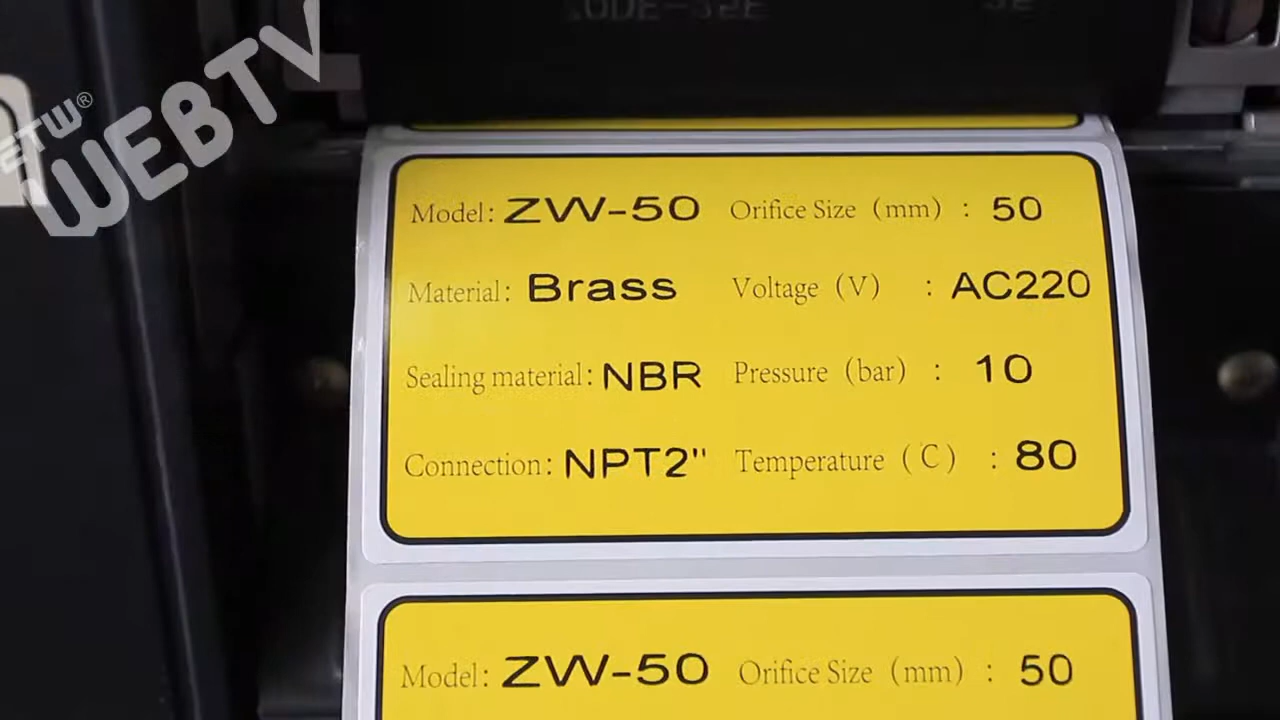 ETW®
WEBTV
Model: ZW-50 Orifice Size (mm) : 50
Material: Brass Voltage (V) : AC220
Sealing material: NBR Pressure (bar) : 10
Connection: NPT2" Temperature (C) : 80
Model: ZW-50 Orifice Size (mm) : 50